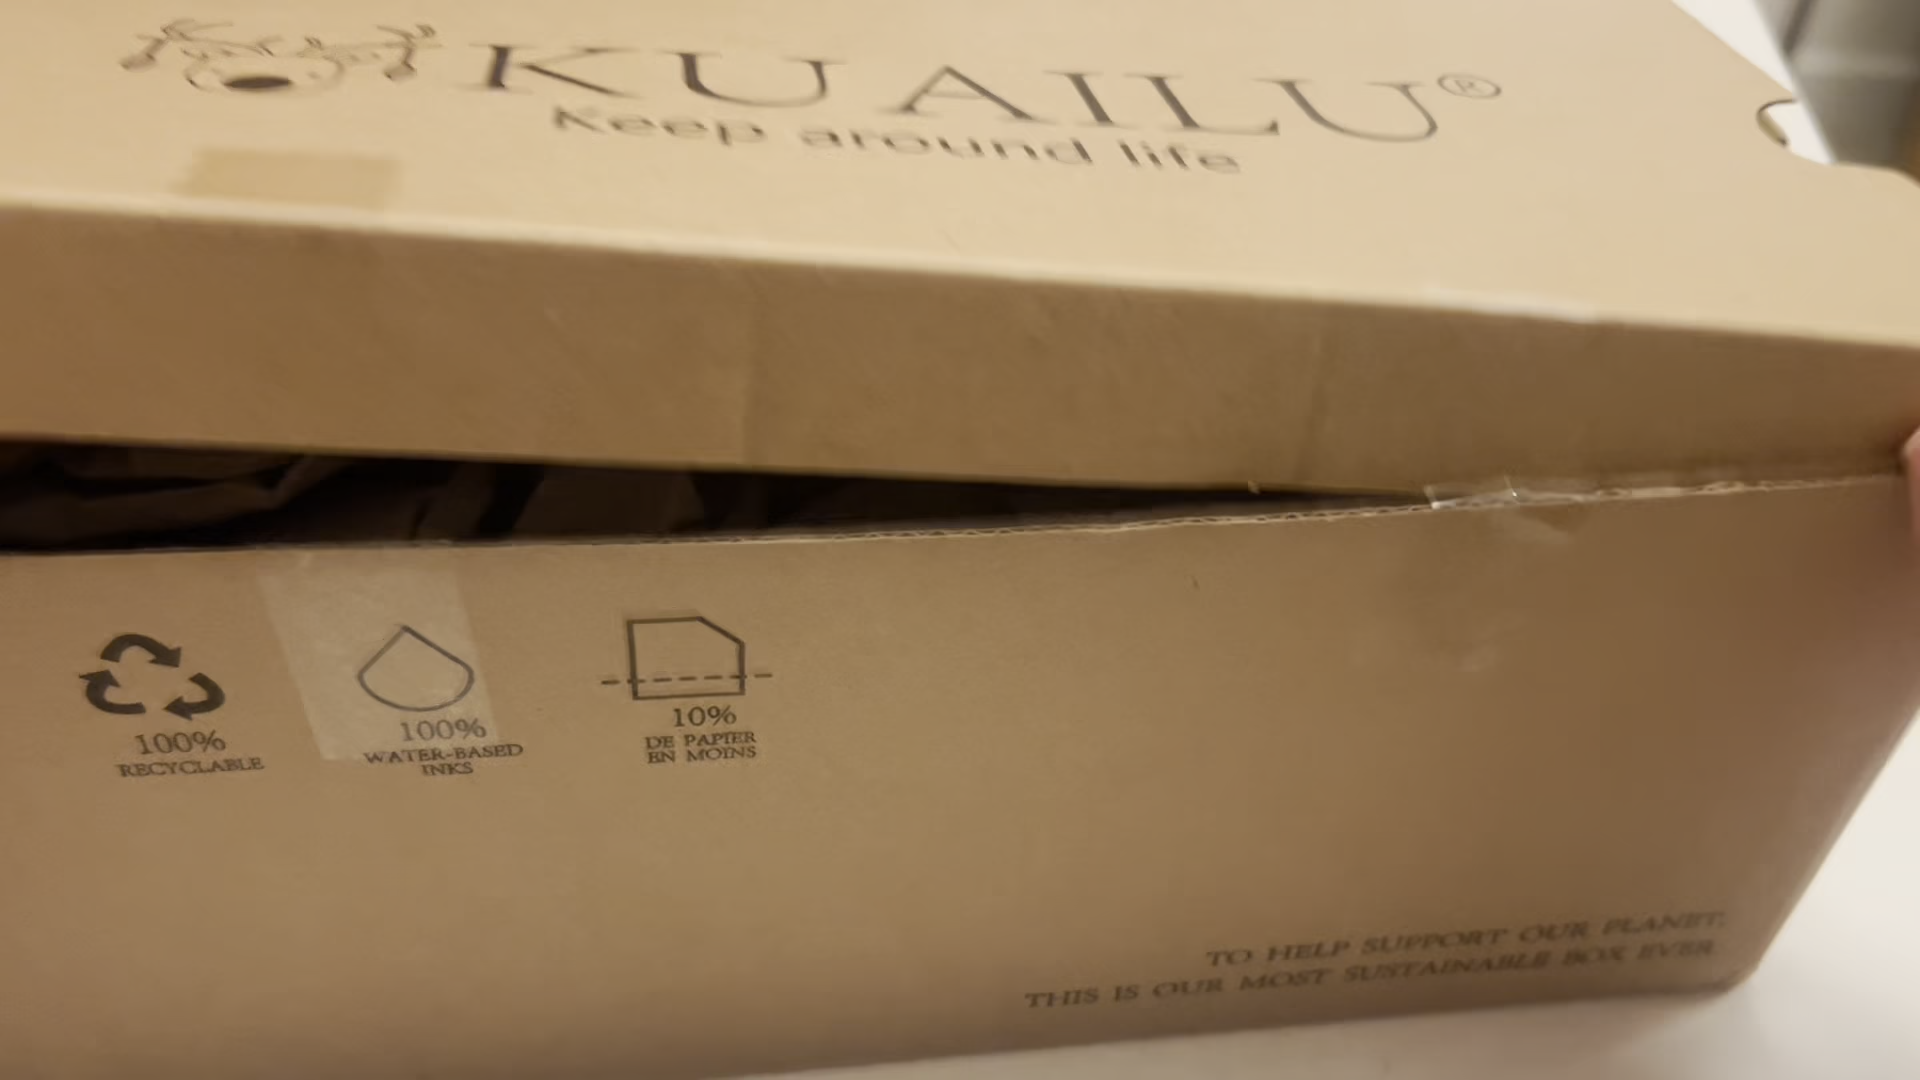 KUAILU®
Keep around life
100%
RECYCLABLE
100%
WATER-BASED
INKS
10%
DE PAPIER
EN MOINS
TO HELP SUPPORT OUR PLANET,
THIS IS OUR MOST SUSTAINABLE BOX EVER.